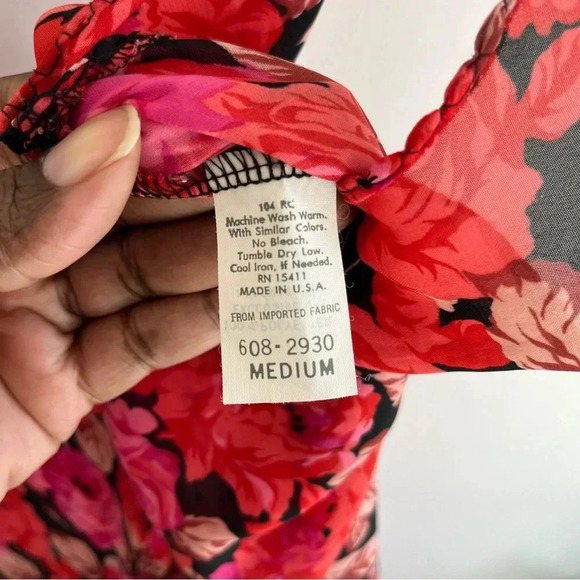 104 RC
Machine Wash Warm.
With Similar Colors.
No Bleach.
Tumble Dry Low.
Cool Iron, If Needed.
RN 15411
MADE IN U.S.A.
FROM IMPORTED FABRIC
608-2930
MEDIUM